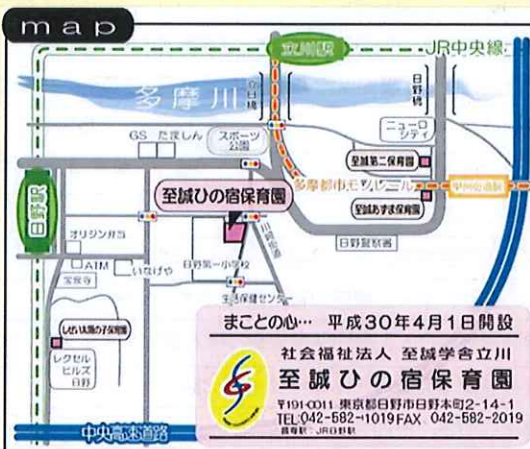 map
立川駅
JR中央線
多摩川
立日橋
日野橋
GS たましん
スポーツ公園
ニューロシティ
至誠第二保育園
日野駅
至誠ひの宿保育園
多摩都市モノレール
甲州街道駅
至誠あずま保育園
オリジン弁当
川崎街道
日野警察署
ATM
いなげや
日野第一小学校
宝泉寺
生活保健センター
しせい太陽の子保育園
レクセルヒルズ日野
中央高速道路
まことの心… 平成30年4月1日開設
社会福祉法人 至誠学舎立川
至誠ひの宿保育園
〒191-0011 東京都日野市日野本町2-14-1
TEL:042-582-1019 FAX 042-582-2019
最寄駅:JR日野駅